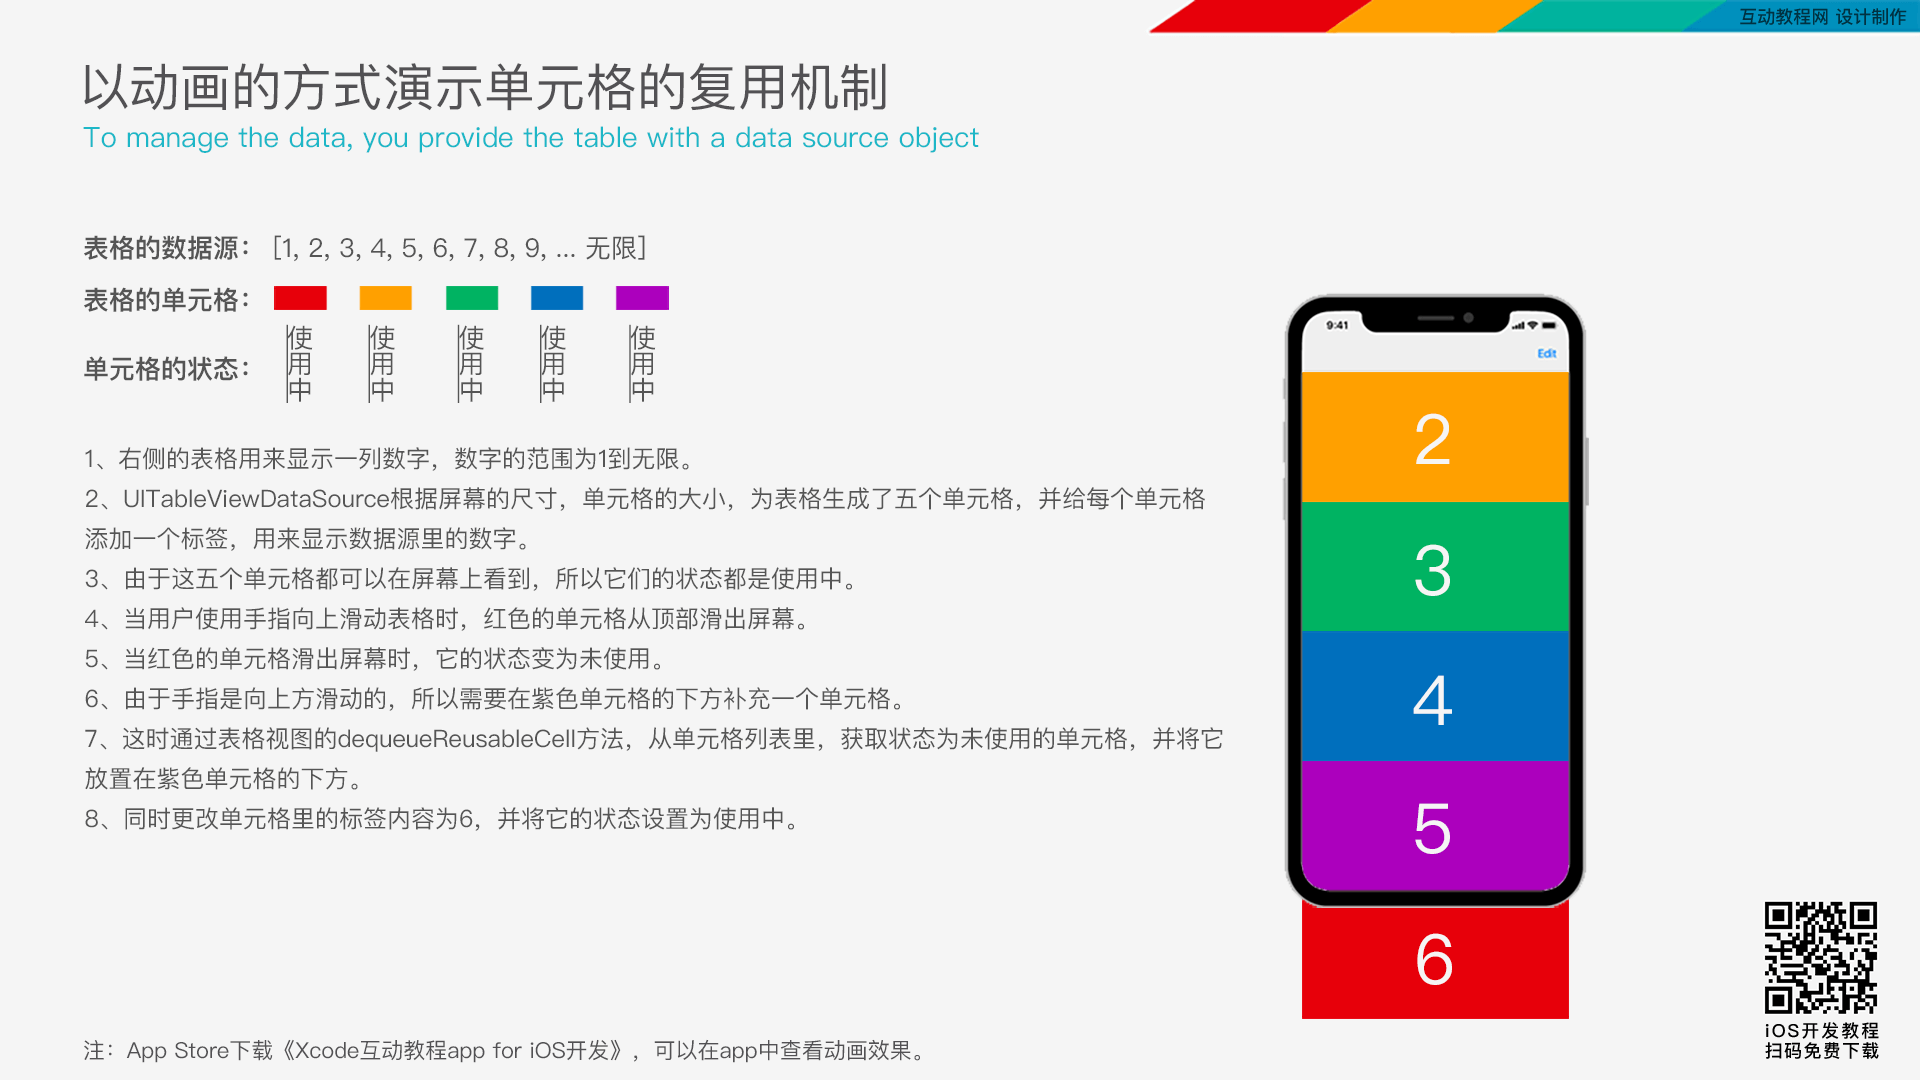 互动教程网 设计制作
以动画的方式演示单元格的复用机制
To manage the data, you provide the table with a data source object
表格的数据源： [1, 2, 3, 4, 5, 6, 7, 8, 9, ... 无限]
表格的单元格：
单元格的状态： 使用中 使用中 使用中 使用中 使用中
1、右侧的表格用来显示一列数字，数字的范围为1到无限。
2、UITableViewDataSource根据屏幕的尺寸，单元格的大小，为表格生成了五个单元格，并给每个单元格
添加一个标签，用来显示数据源里的数字。
3、由于这五个单元格都可以在屏幕上看到，所以它们的状态都是使用中。
4、当用户使用手指向上滑动表格时，红色的单元格从顶部滑出屏幕。
5、当红色的单元格滑出屏幕时，它的状态变为未使用。
6、由于手指是向上方滑动的，所以需要在紫色单元格的下方补充一个单元格。
7、这时通过表格视图的dequeueReusableCell方法，从单元格列表里，获取状态为未使用的单元格，并将它
放置在紫色单元格的下方。
8、同时更改单元格里的标签内容为6，并将它的状态设置为使用中。
9:41
Edit
2
3
4
5
6
注：App Store下载《Xcode互动教程app for iOS开发》，可以在app中查看动画效果。
iOS开发教程
扫码免费下载